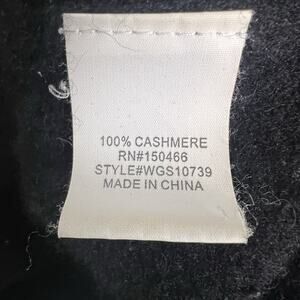 100% CASHMERE
RN#150466
STYLE#WGS10739
MADE IN CHINA